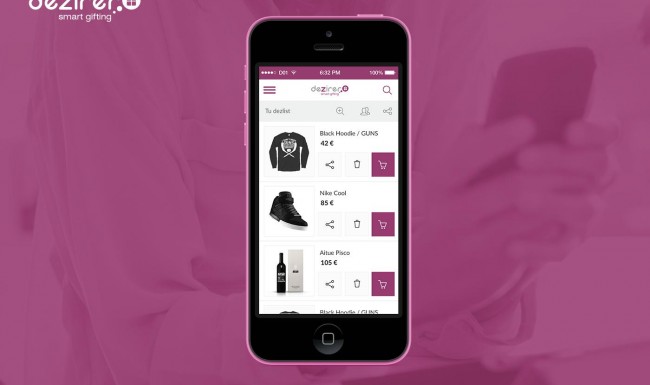 dezirer
smart gifting
D01
6:32 PM
100%
dezirer
smart gifting
Tu dezlist
Black Hoodie / GUNS
42 €
Nike Cool
85 €
Aitue Pisco
105 €
Black Hoodie / GUNS